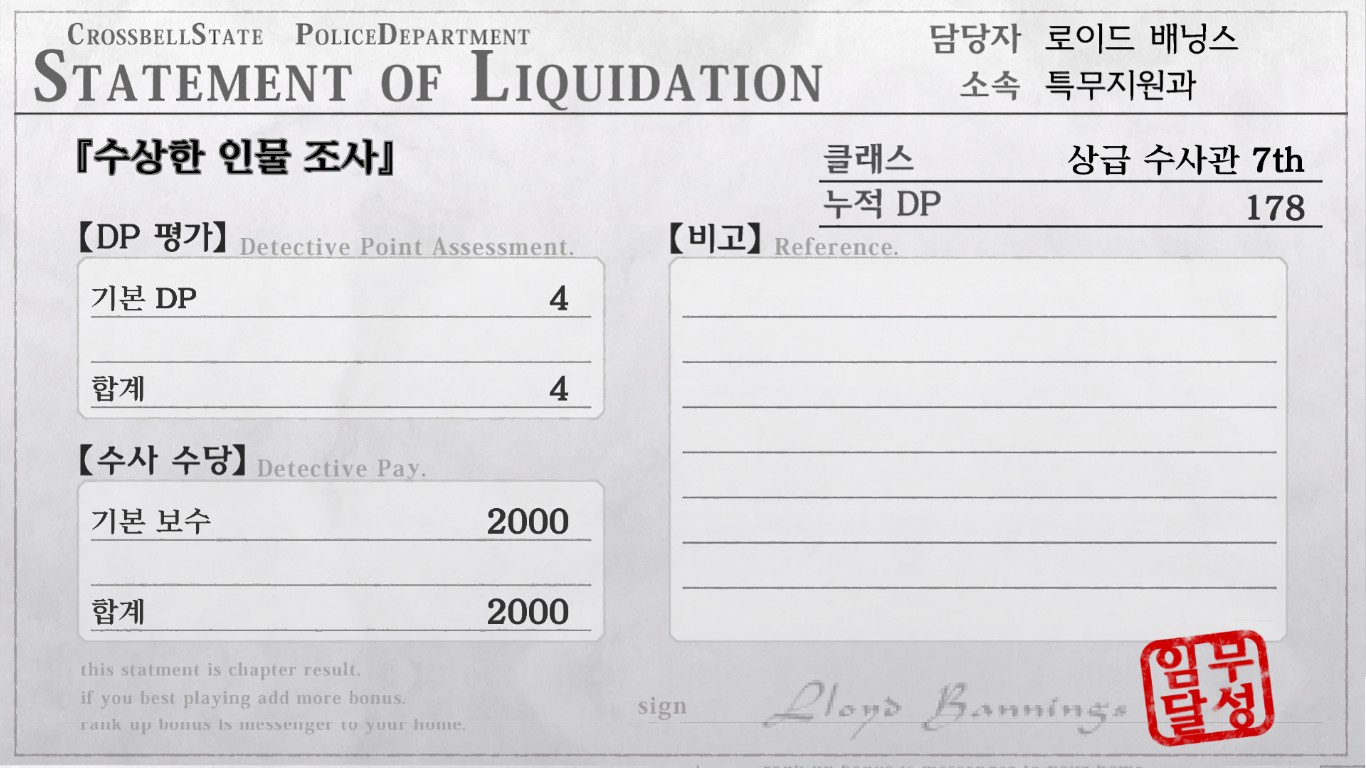 CROSSBELLSTATE POLICEDEPARTMENT
STATEMENT OF LIQUIDATION
담당자 로이드 배닝스
소속 특무지원과
『수상한 인물 조사』
클래스 상급 수사관 7th
누적 DP 178
【DP 평가】 Detective Point Assessment.
기본 DP 4
합계 4
【수사 수당】 Detective Pay.
기본 보수 2000
합계 2000
【비고】 Reference.
this statment is chapter result.
if you best playing add more bonus.
rank up bonus is messenger to your home.
sign Lloyd Bannings
임무
달성